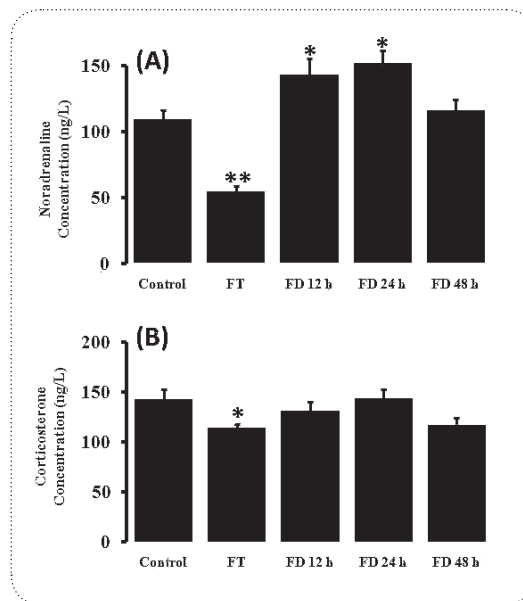 (A)
* *
**
150
100
50
0
Noradrenaline
Concentration (ng/L)
Control FT FD 12 h FD 24 h FD 48 h
(B)
*
200
150
100
50
0
Corticosterone
Concentration (ng/L)
Control FT FD 12 h FD 24 h FD 48 h